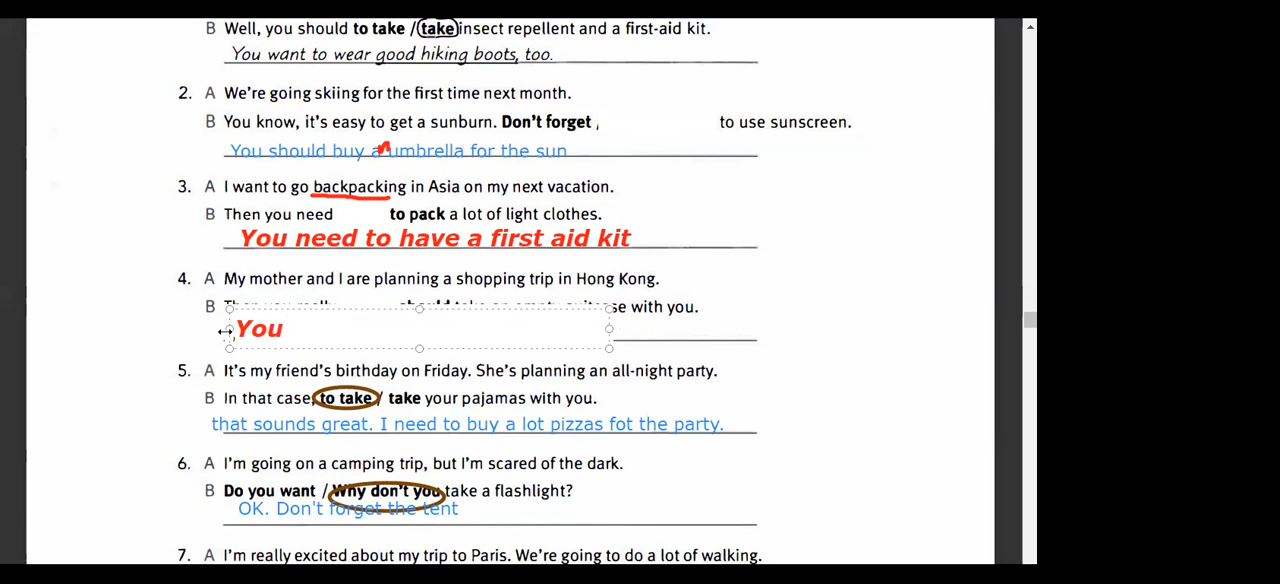 B Well, you should to take / take insect repellent and a first-aid kit.
You want to wear good hiking boots, too.
2. A We're going skiing for the first time next month.
B You know, it's easy to get a sunburn. Don't forget / to use sunscreen.
You should buy an umbrella for the sun
3. A I want to go backpacking in Asia on my next vacation.
B Then you need to pack a lot of light clothes.
You need to have a first aid kit
4. A My mother and I are planning a shopping trip in Hong Kong.
B with you.
You
5. A It's my friend's birthday on Friday. She's planning an all-night party.
B In that case, to take / take your pajamas with you.
that sounds great. I need to buy a lot pizzas fot the party.
6. A I'm going on a camping trip, but I'm scared of the dark.
B Do you want / Why don't you take a flashlight?
OK. Don't forget the tent
7. A I'm really excited about my trip to Paris. We're going to do a lot of walking.